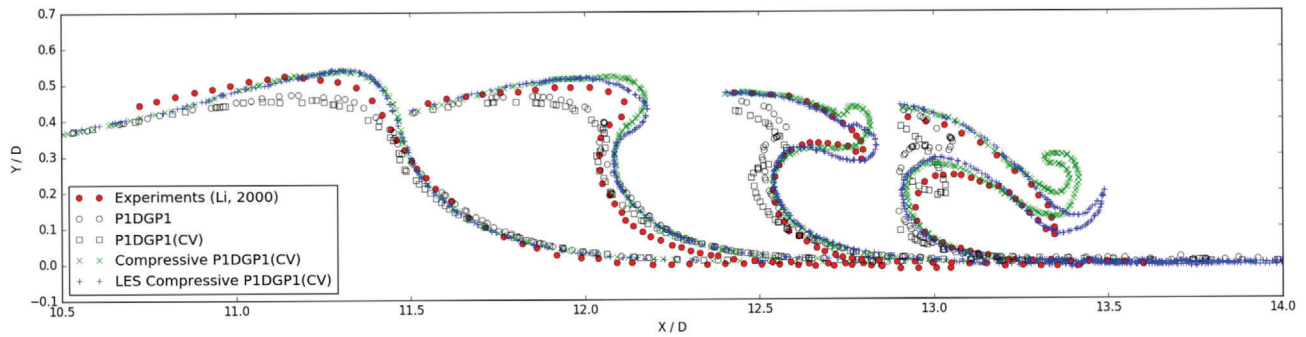 0.7
0.6
0.5
0.4
0.3
0.2
0.1
0.0
−0.1
Y / D
Experiments (Li, 2000)
P1DGP1
P1DGP1(CV)
Compressive P1DGP1(CV)
LES Compressive P1DGP1(CV)
10.5 11.0 11.5 12.0 12.5 13.0 13.5 14.0
X / D